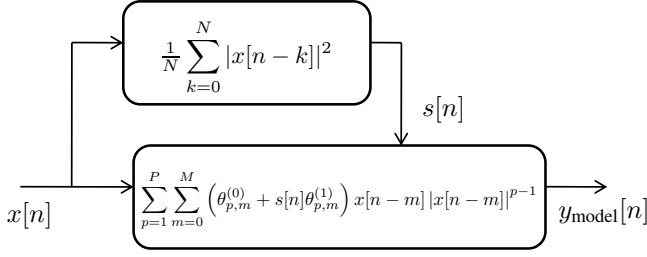 \frac{1}{N} \sum_{k=0}^{N} |x[n-k]|^2
s[n]
\sum_{p=1}^{P} \sum_{m=0}^{M} \left( \theta_{p,m}^{(0)} + s[n] \theta_{p,m}^{(1)} \right) x[n-m] |x[n-m]|^{p-1}
x[n]
y_{\text{model}}[n]